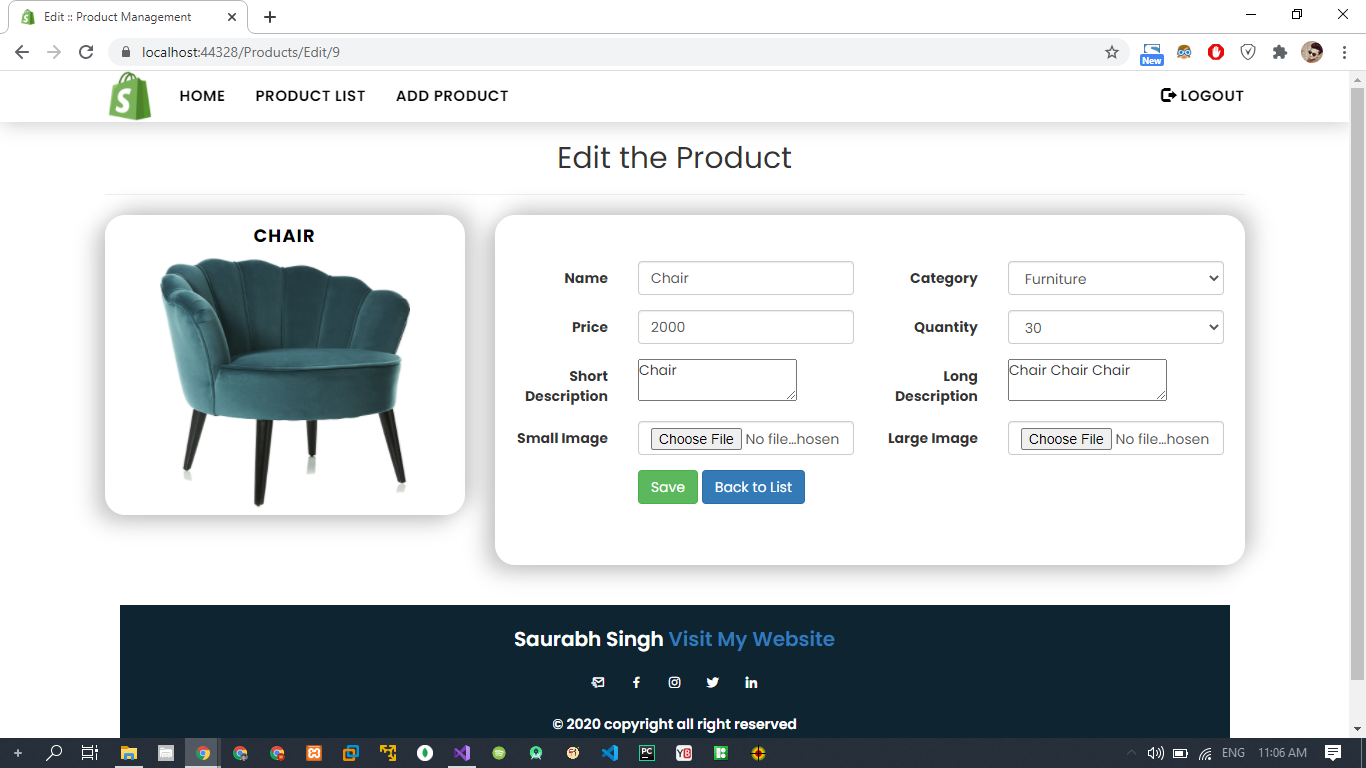 Edit :: Product Management
localhost:44328/Products/Edit/9
New
S
HOME PRODUCT LIST ADD PRODUCT LOGOUT
Edit the Product
CHAIR
Name Chair Category Furniture
Price 2000 Quantity 30
Short Description Chair Long Description Chair Chair Chair
Small Image Choose File No file...hosen Large Image Choose File No file...hosen
Save Back to List
Saurabh Singh Visit My Website
© 2020 copyright all right reserved
PC YB ENG 11:06 AM